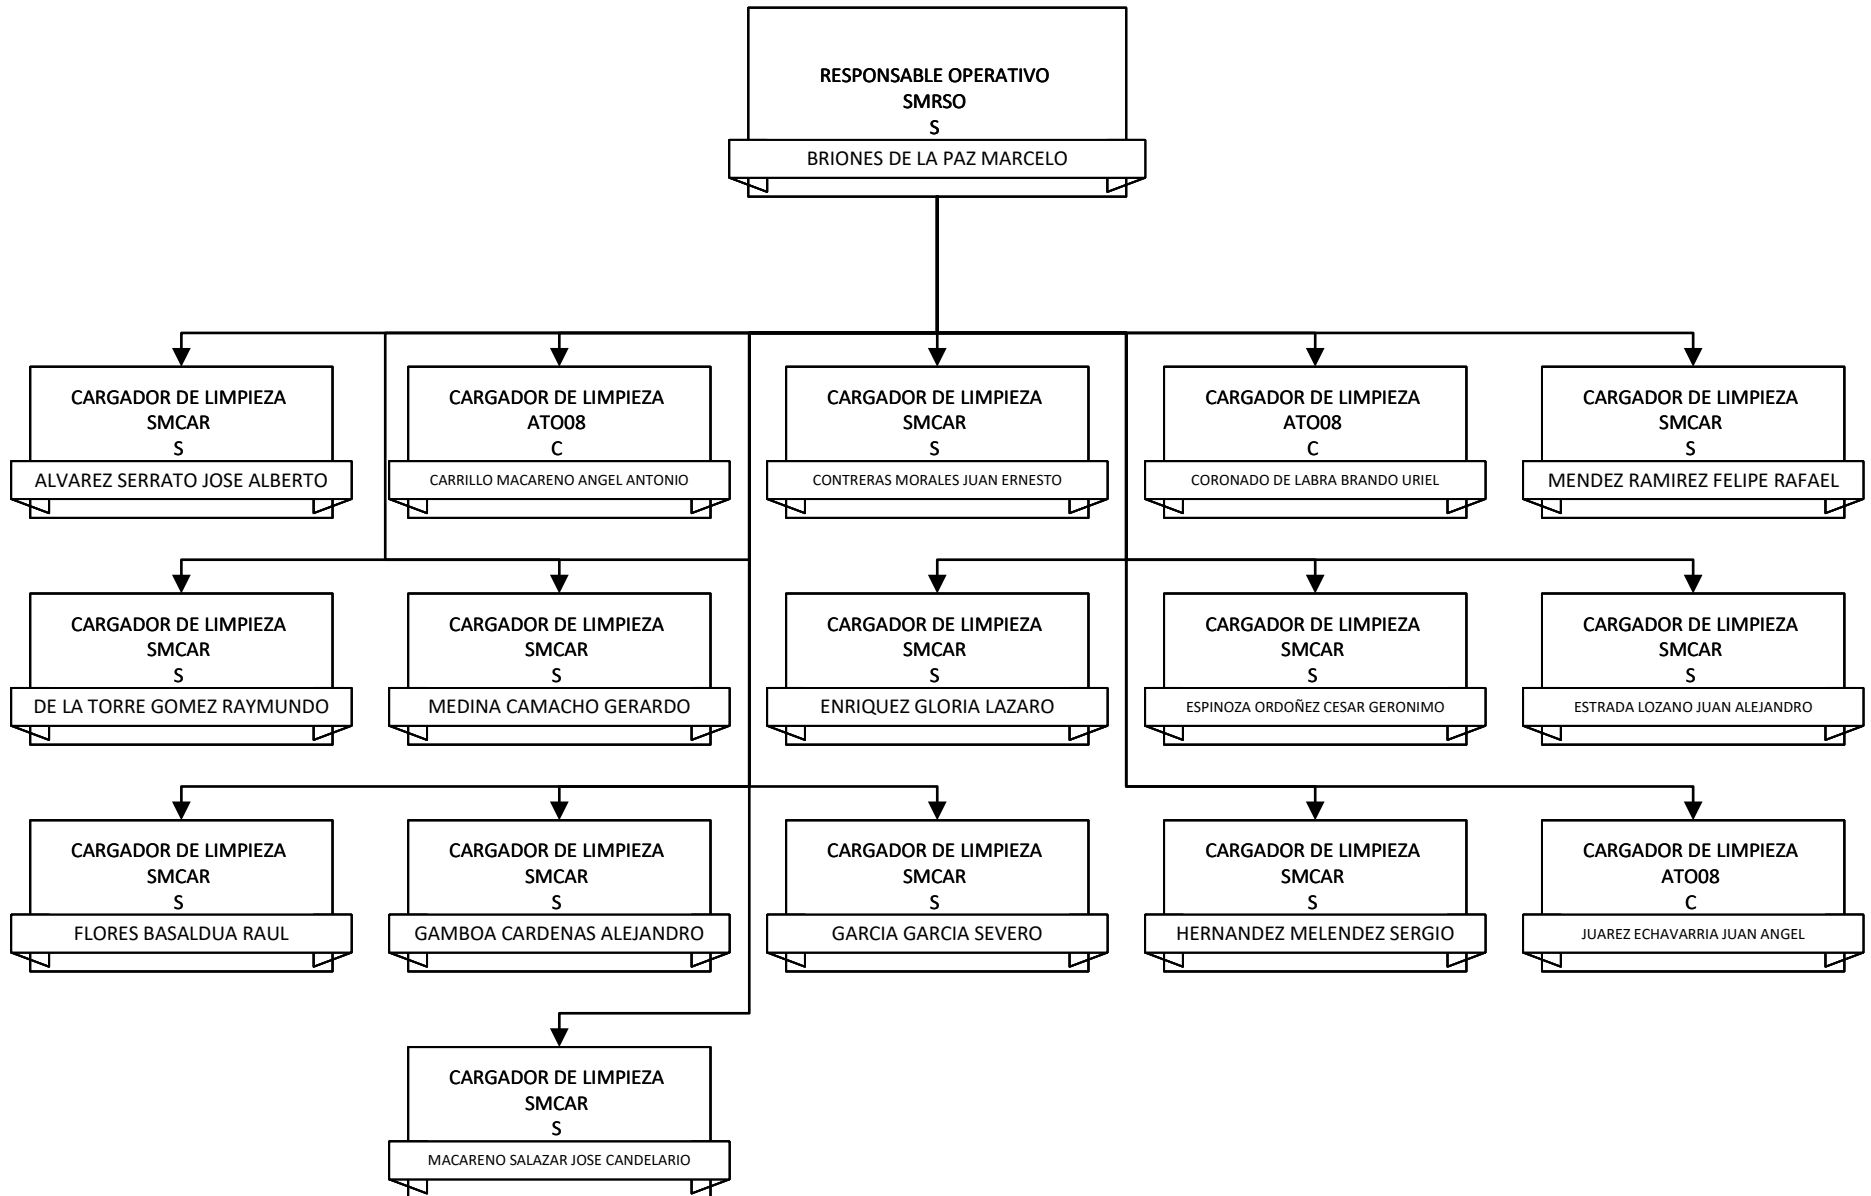 RESPONSABLE OPERATIVO
SMRSO
S
BRIONES DE LA PAZ MARCELO
CARGADOR DE LIMPIEZA
SMCAR
S
ALVAREZ SERRATO JOSE ALBERTO
CARGADOR DE LIMPIEZA
ATO08
C
CARRILLO MACARENO ANGEL ANTONIO
CARGADOR DE LIMPIEZA
SMCAR
S
CONTRERAS MORALES JUAN ERNESTO
CARGADOR DE LIMPIEZA
ATO08
C
CORONADO DE LABRA BRANDO URIEL
CARGADOR DE LIMPIEZA
SMCAR
S
MENDEZ RAMIREZ FELIPE RAFAEL
CARGADOR DE LIMPIEZA
SMCAR
S
DE LA TORRE GOMEZ RAYMUNDO
CARGADOR DE LIMPIEZA
SMCAR
S
MEDINA CAMACHO GERARDO
CARGADOR DE LIMPIEZA
SMCAR
S
ENRIQUEZ GLORIA LAZARO
CARGADOR DE LIMPIEZA
SMCAR
S
ESPINOZA ORDOÑEZ CESAR GERONIMO
CARGADOR DE LIMPIEZA
SMCAR
S
ESTRADA LOZANO JUAN ALEJANDRO
CARGADOR DE LIMPIEZA
SMCAR
S
FLORES BASALDUA RAUL
CARGADOR DE LIMPIEZA
SMCAR
S
GAMBOA CARDENAS ALEJANDRO
CARGADOR DE LIMPIEZA
SMCAR
S
GARCIA GARCIA SEVERO
CARGADOR DE LIMPIEZA
SMCAR
S
HERNANDEZ MELENDEZ SERGIO
CARGADOR DE LIMPIEZA
ATO08
C
JUAREZ ECHAVARRIA JUAN ANGEL
CARGADOR DE LIMPIEZA
SMCAR
S
MACARENO SALAZAR JOSE CANDELARIO